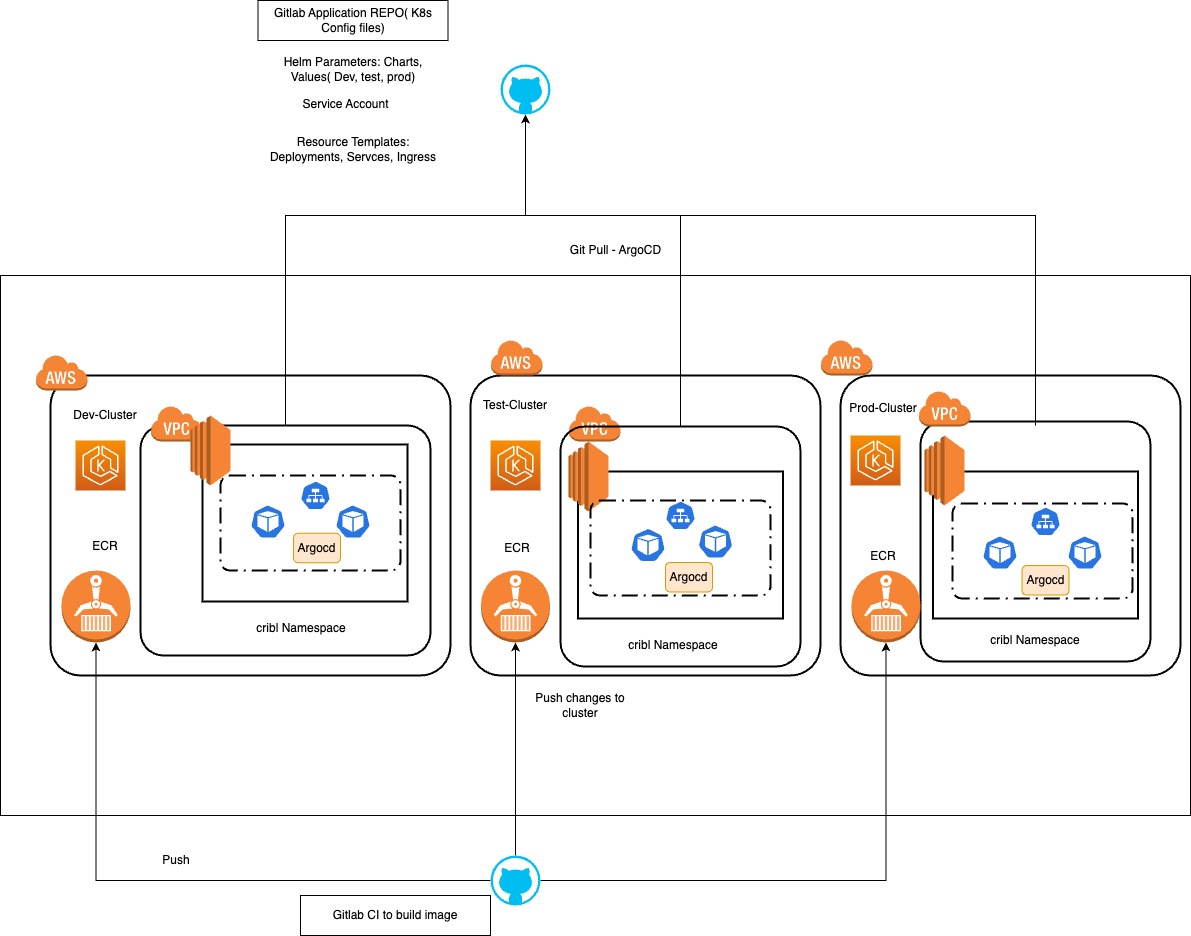 Gitlab Application REPO( K8s
Config files)
Helm Parameters: Charts,
Values( Dev, test, prod)
Service Account
Resource Templates:
Deployments, Servces, Ingress
Git Pull - ArgoCD
AWS
AWS
AWS
Dev-Cluster
VPC
Test-Cluster
VPC
Prod-Cluster
VPC
K
K
K
ECR
Argocd
ECR
Argocd
ECR
Argocd
cribl Namespace
cribl Namespace
cribl Namespace
Push changes to
cluster
Push
Gitlab CI to build image